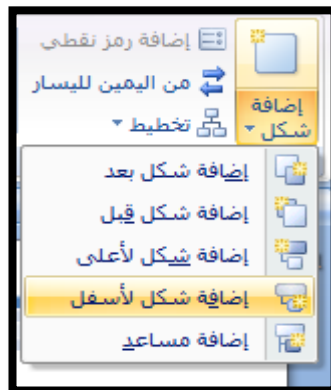 إضافة شكل
إضافة رمز نقطي
من اليمين لليسار
تخطيط
إضافة شكل بعد
إضافة شكل قبل
إضافة شكل لأعلى
إضافة شكل لأسفل
إضافة مساعد